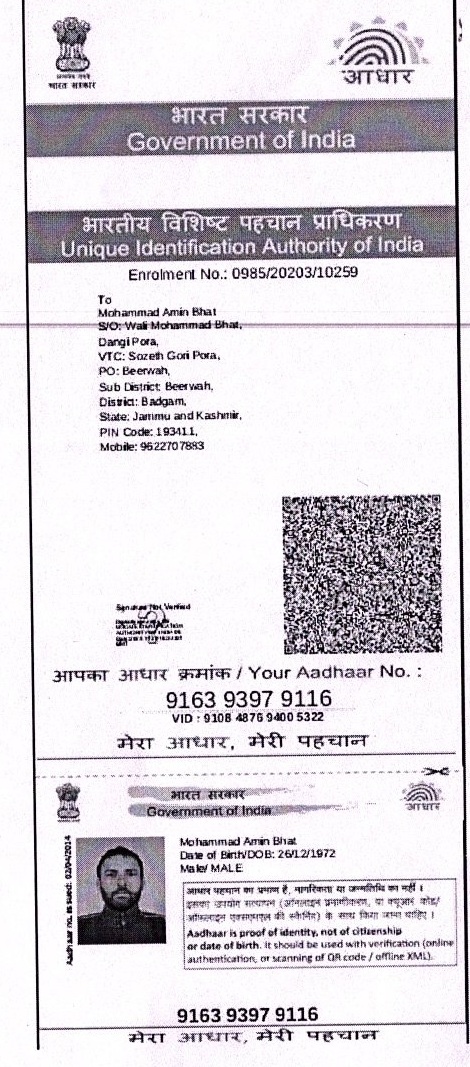 भारत सरकार
आधार
भारत सरकार
Government of India
भारतीय विशिष्ट पहचान प्राधिकरण
Unique Identification Authority of India
Enrolment No.: 0985/20203/10259
To
Mohammad Amin Bhat
S/O: Wali Mohammad Bhat,
Dangi Pora,
VTC: Sozeth Gori Pora,
PO: Beerwah,
Sub District: Beerwah,
District: Badgam,
State: Jammu and Kashmir,
PIN Code: 193411,
Mobile: 9622707883
Signature Not Verified
आपका आधार क्रमांक / Your Aadhaar No. :
9163 9397 9116
VID : 9108 4876 9400 5322
मेरा आधार, मेरी पहचान
भारत सरकार
Government of India
आधार
Aadhaar no. issued: 02/04/2014
Mohammad Amin Bhat
Date of Birth/DOB: 26/12/1972
Male/ MALE
आधार पहचान का प्रमाण है, नागरिकता या जन्मतिथि का नहीं ।
इसका उपयोग सत्यापन (ऑनलाइन प्रमाणीकरण, या क्यूआर कोड/
ऑफलाइन एक्सएमएल की स्कैनिंग) के साथ किया जाना चाहिए ।
Aadhaar is proof of identity, not of citizenship
or date of birth. It should be used with verification (online
authentication, or scanning of QR code / offline XML).
9163 9397 9116
मेरा आधार, मेरी पहचान